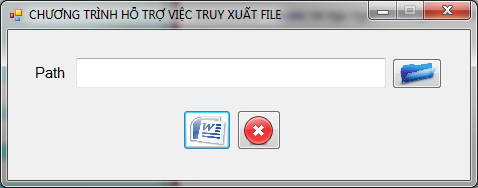 CHƯƠNG TRÌNH HỖ TRỢ VIỆC TRUY XUẤT FILE
Path
W